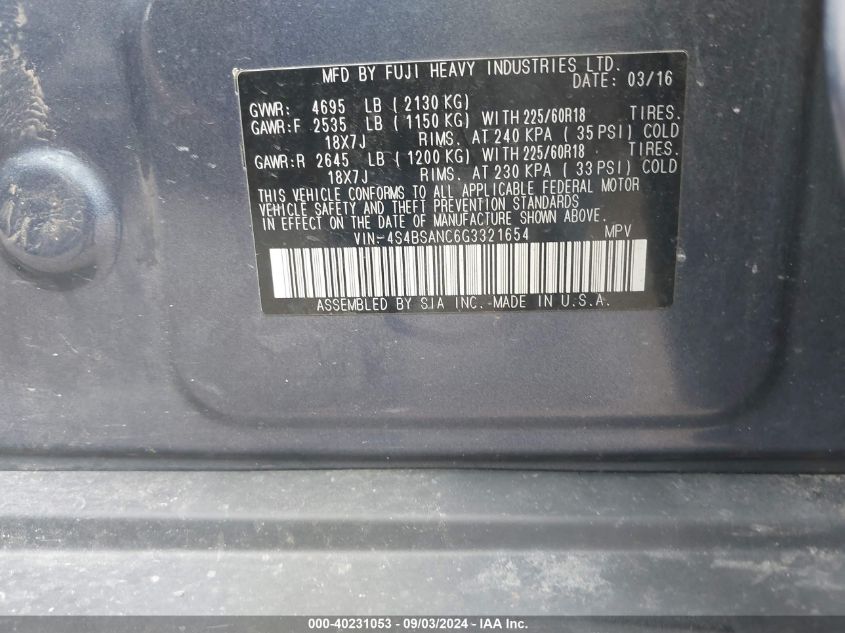 MFD BY FUJI HEAVY INDUSTRIES LTD.
DATE: 03/16
GVWR: 4695 LB ( 2130 KG)
GAWR:F 2535 LB ( 1150 KG) WITH 225/60R18 TIRES.
18X7J RIMS. AT 240 KPA ( 35 PSI) COLD
GAWR:R 2645 LB ( 1200 KG) WITH 225/60R18 TIRES.
18X7J RIMS. AT 230 KPA ( 33 PSI) COLD
THIS VEHICLE CONFORMS TO ALL APPLICABLE FEDERAL MOTOR
VEHICLE SAFETY AND THEFT PREVENTION STANDARDS
IN EFFECT ON THE DATE OF MANUFACTURE SHOWN ABOVE.
VIN:-4S4BSANC6G3321654 MPV
ASSEMBLED BY SIA INC.-MADE IN U.S.A.
000-40231053 - 09/03/2024 - IAA Inc.